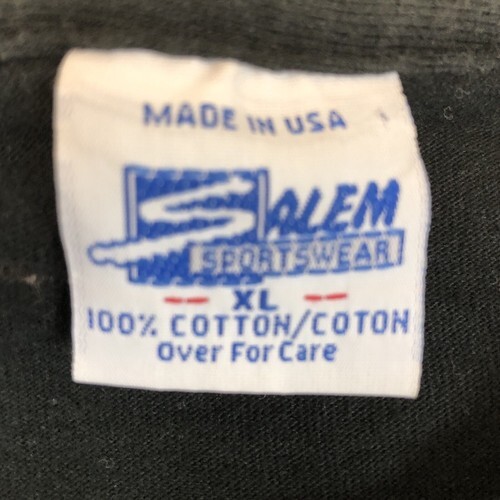 MADE IN USA
SALEM
SPORTSWEAR
XL
100% COTTON/COTON
Over For Care